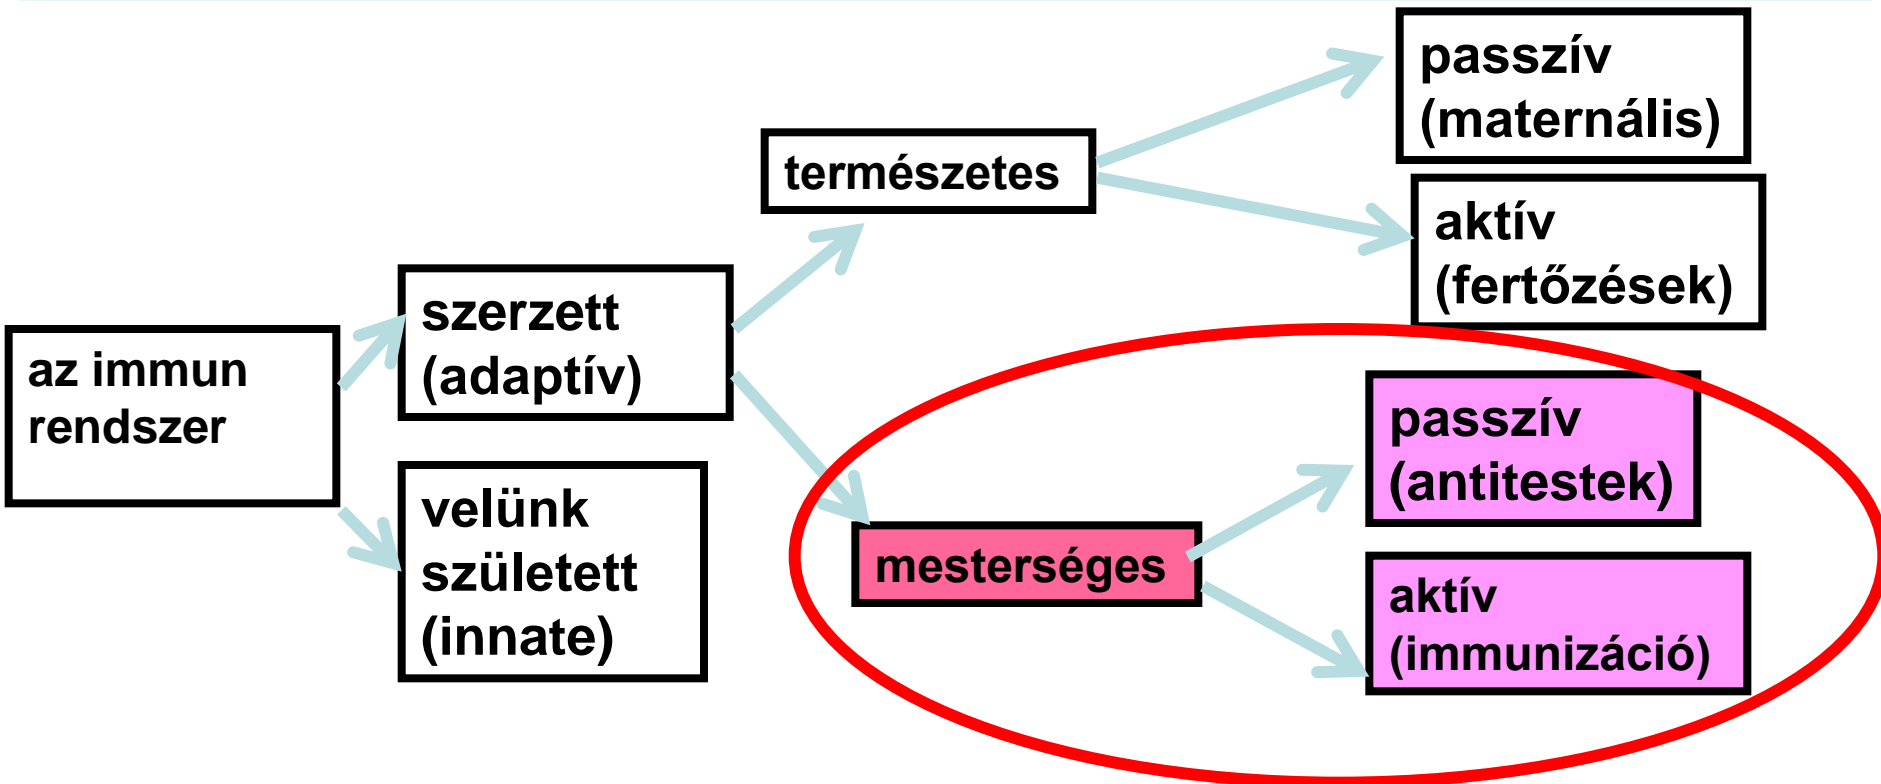 az immun
rendszer
szerzett
(adaptív)
velünk
született
(innate)
természetes
passzív
(maternális)
aktív
(fertőzések)
mesterséges
passzív
(antitestek)
aktív
(immunizáció)